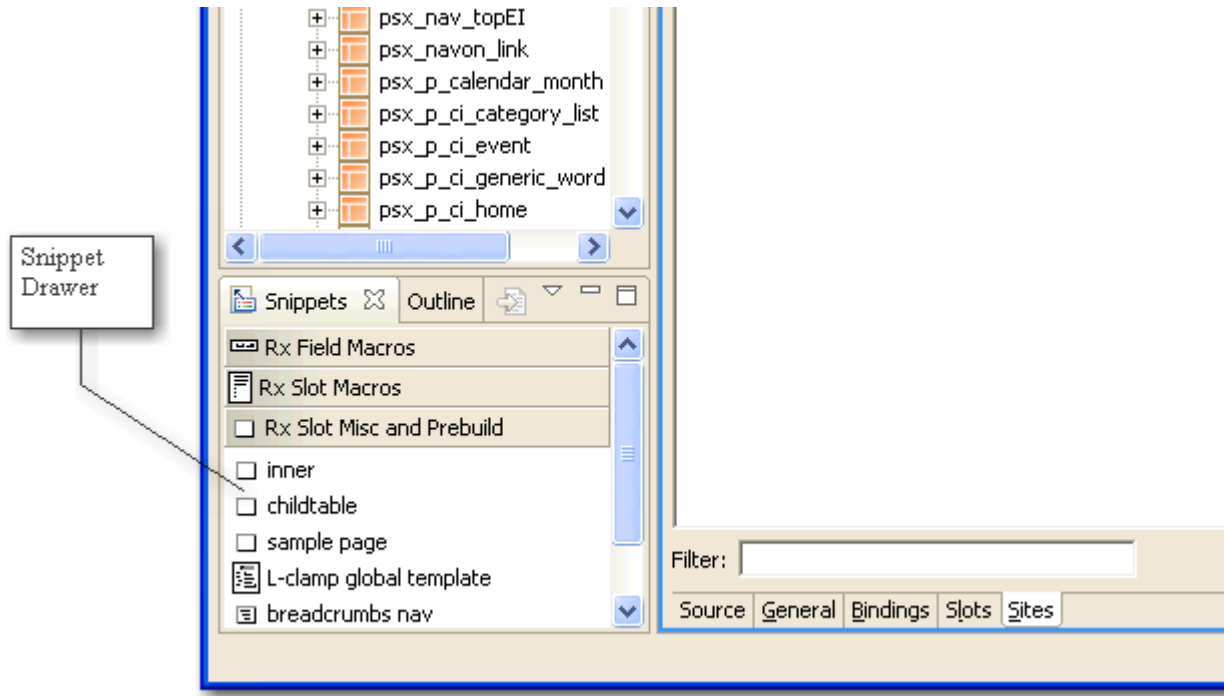 psx_nav_topEI
psx_navon_link
psx_p_calendar_month
psx_p_ci_category_list
psx_p_ci_event
psx_p_ci_generic_word
psx_p_ci_home
Snippet
Drawer
Snippets
Outline
Rx Field Macros
Rx Slot Macros
Rx Slot Misc and Prebuild
inner
childtable
sample page
L-clamp global template
breadcrumbs nav
Filter:
Source General Bindings Slots Sites